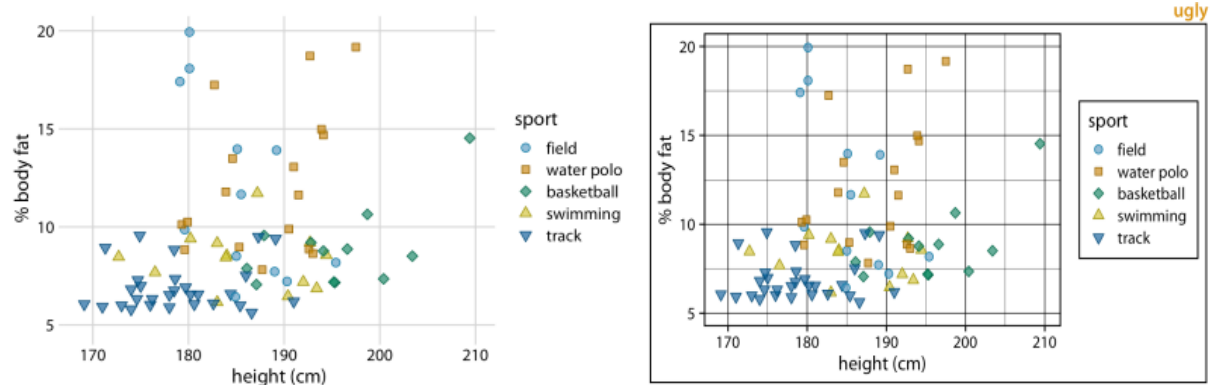 ugly
20
15
10
5
% body fat
170 180 190 200 210
height (cm)
sport
field
water polo
basketball
swimming
track
20
15
10
5
% body fat
170 180 190 200 210
height (cm)
sport
field
water polo
basketball
swimming
track